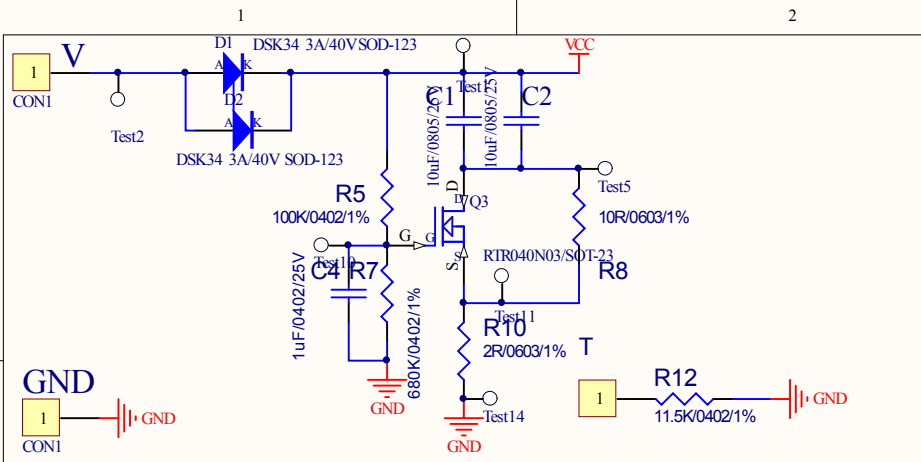 1
2
V
1
CON1
Test2
D1
DSK34 3A/40VSOD-123
A
K
D2
A
K
DSK34 3A/40V SOD-123
Test1
VCC
C1
10uF/0805/25V
C2
10uF/0805/25V
R5
100K/0402/1%
D
D
Q3
Test5
10R/0603/1%
R8
G
G
S
S
RTR040N03/SOT-23
Test10
C4
1uF/0402/25V
R7
680K/0402/1%
GND
Test11
R10
2R/0603/1%
Test14
GND
GND
1
CON1
GND
T
1
R12
11.5K/0402/1%
GND